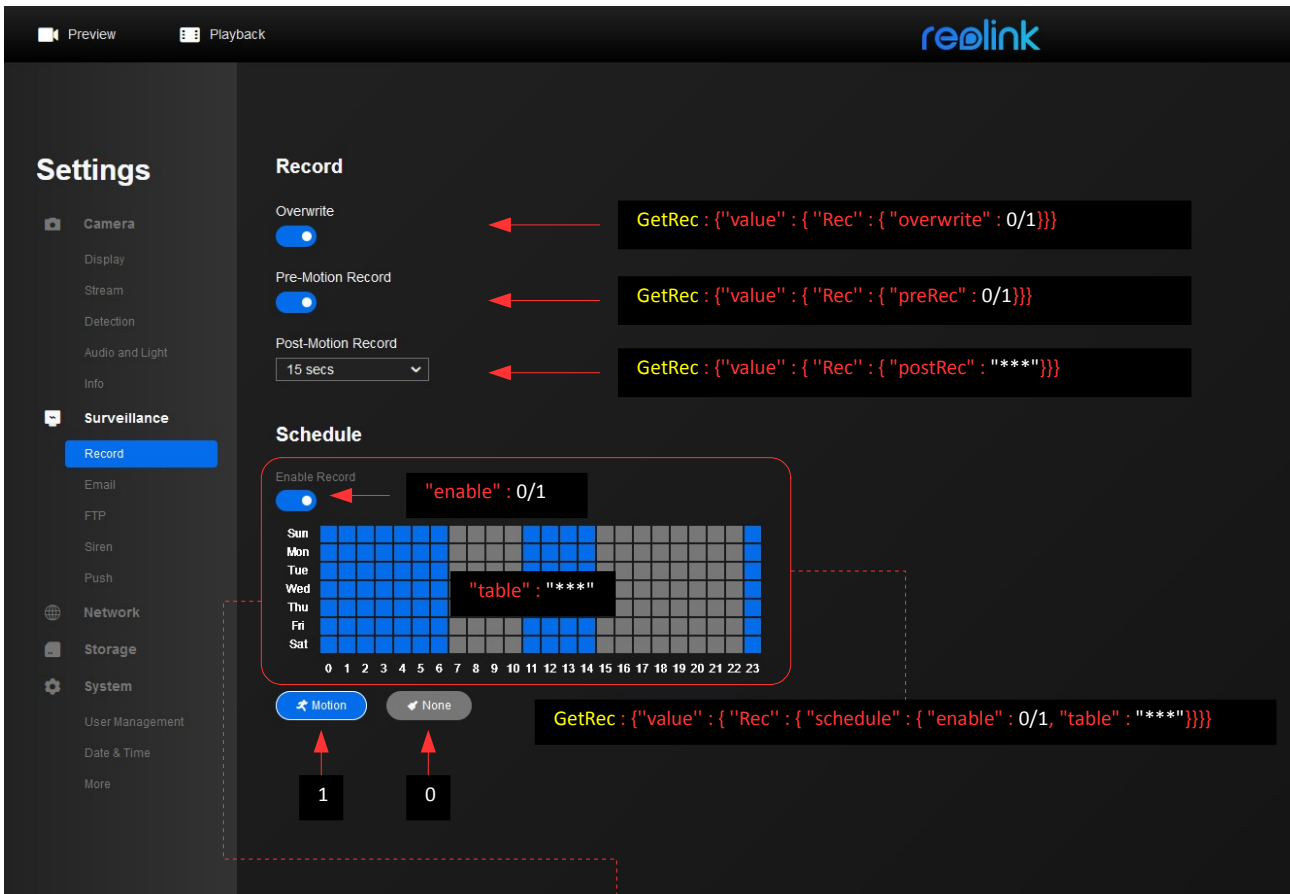 Preview Playback reolink
Settings
Camera
Display
Stream
Detection
Audio and Light
Info
Surveillance
Record
Email
FTP
Siren
Push
Network
Storage
System
User Management
Date & Time
More
Record
Overwrite
GetRec : {''value'' : { ''Rec'' : { "overwrite" : 0/1}}}
Pre-Motion Record
GetRec : {''value'' : { ''Rec'' : { "preRec" : 0/1}}}
Post-Motion Record
15 secs
GetRec : {''value'' : { ''Rec'' : { "postRec" : "***"}}}
Schedule
Enable Record
"enable" : 0/1
Sun
Mon
Tue
Wed
Thu
Fri
Sat
"table" : "***"
0 1 2 3 4 5 6 7 8 9 10 11 12 13 14 15 16 17 18 19 20 21 22 23
Motion None
GetRec : {''value'' : { ''Rec'' : { "schedule" : { "enable" : 0/1, "table" : "***"}}}}
1 0